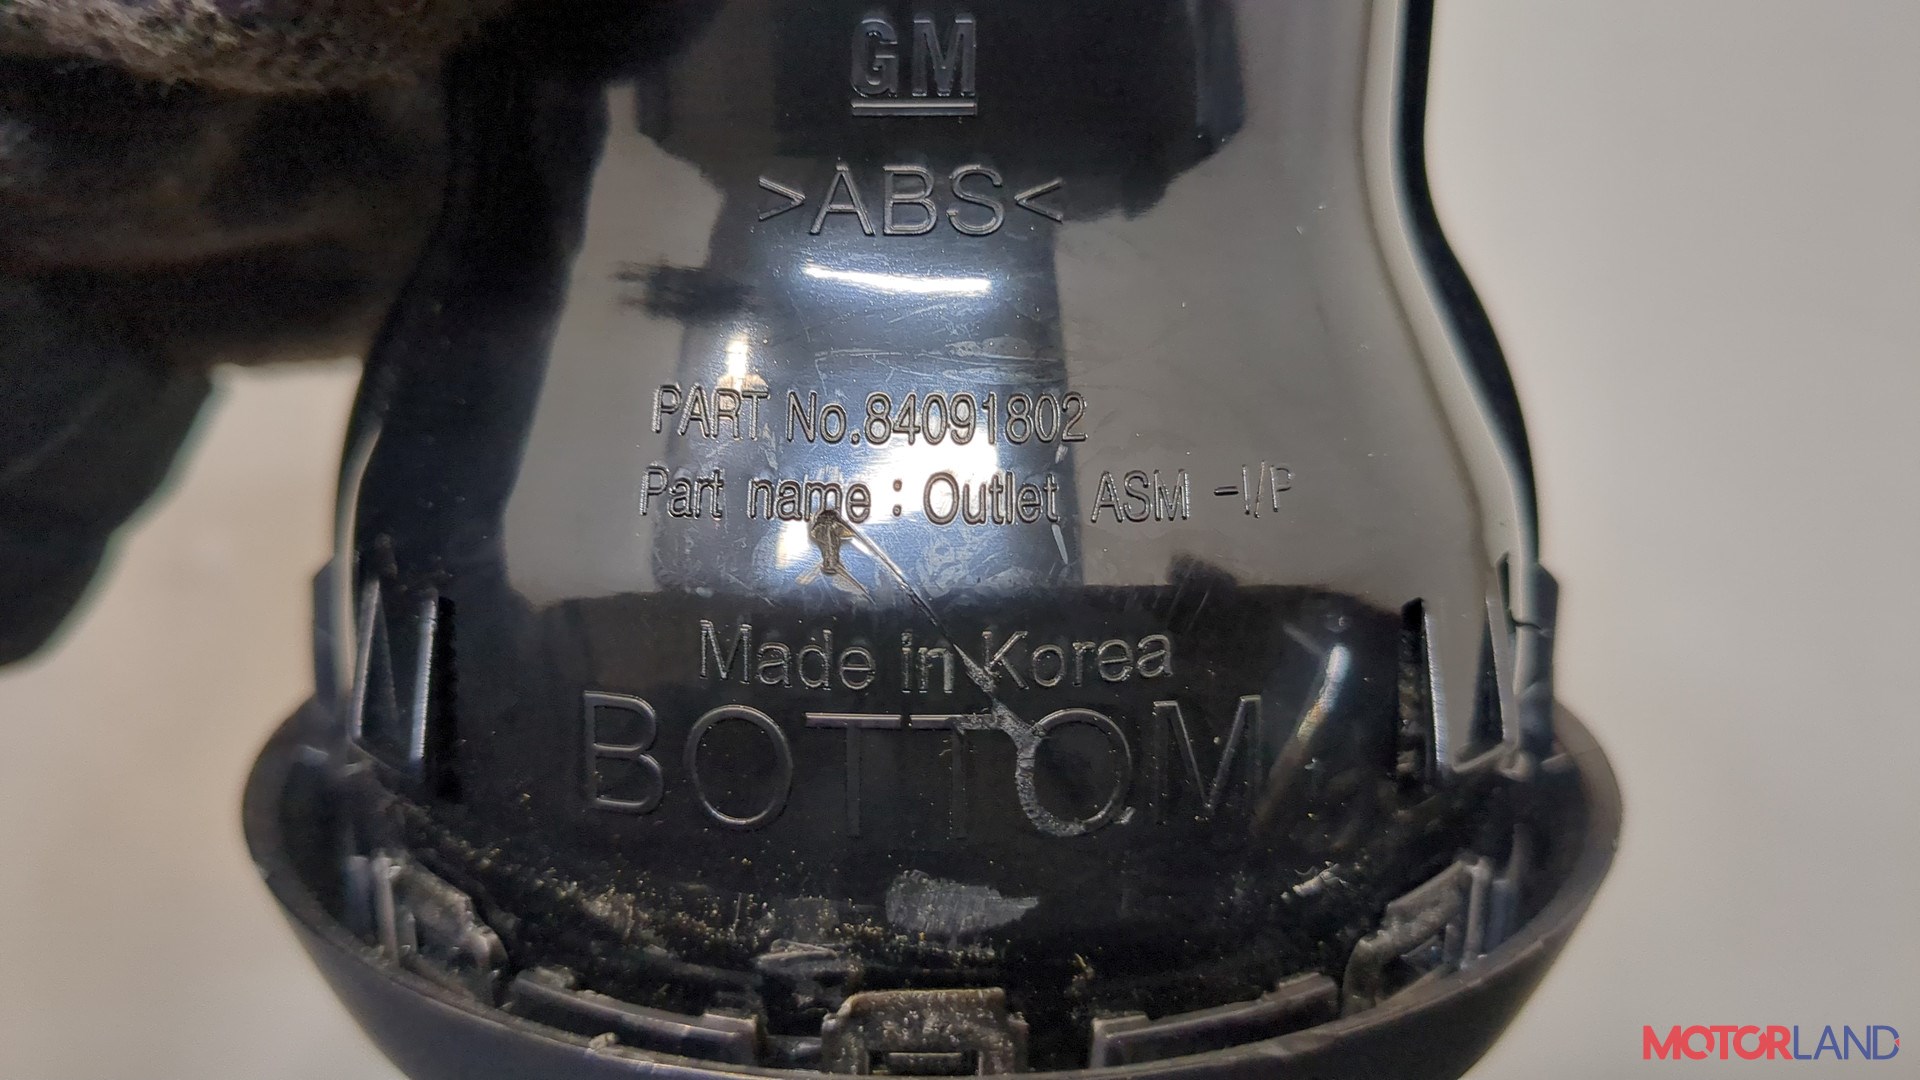 GM
>ABS<
PART No.84091802
Part name : Outlet ASM -I/P
Made in Korea
BOTTOM
MOTORLAND